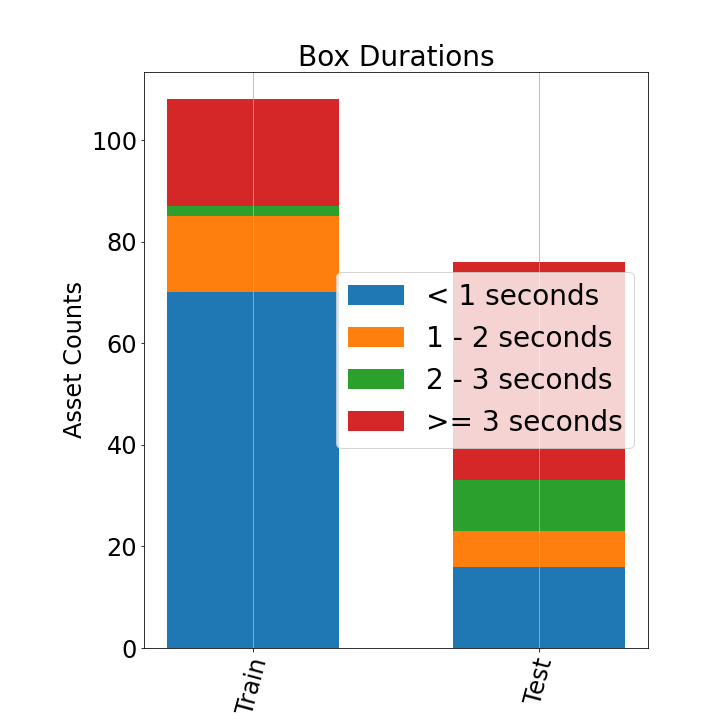 Box Durations
Asset Counts
100
80
60
40
20
0
< 1 seconds
1 - 2 seconds
2 - 3 seconds
>= 3 seconds
Train
Test